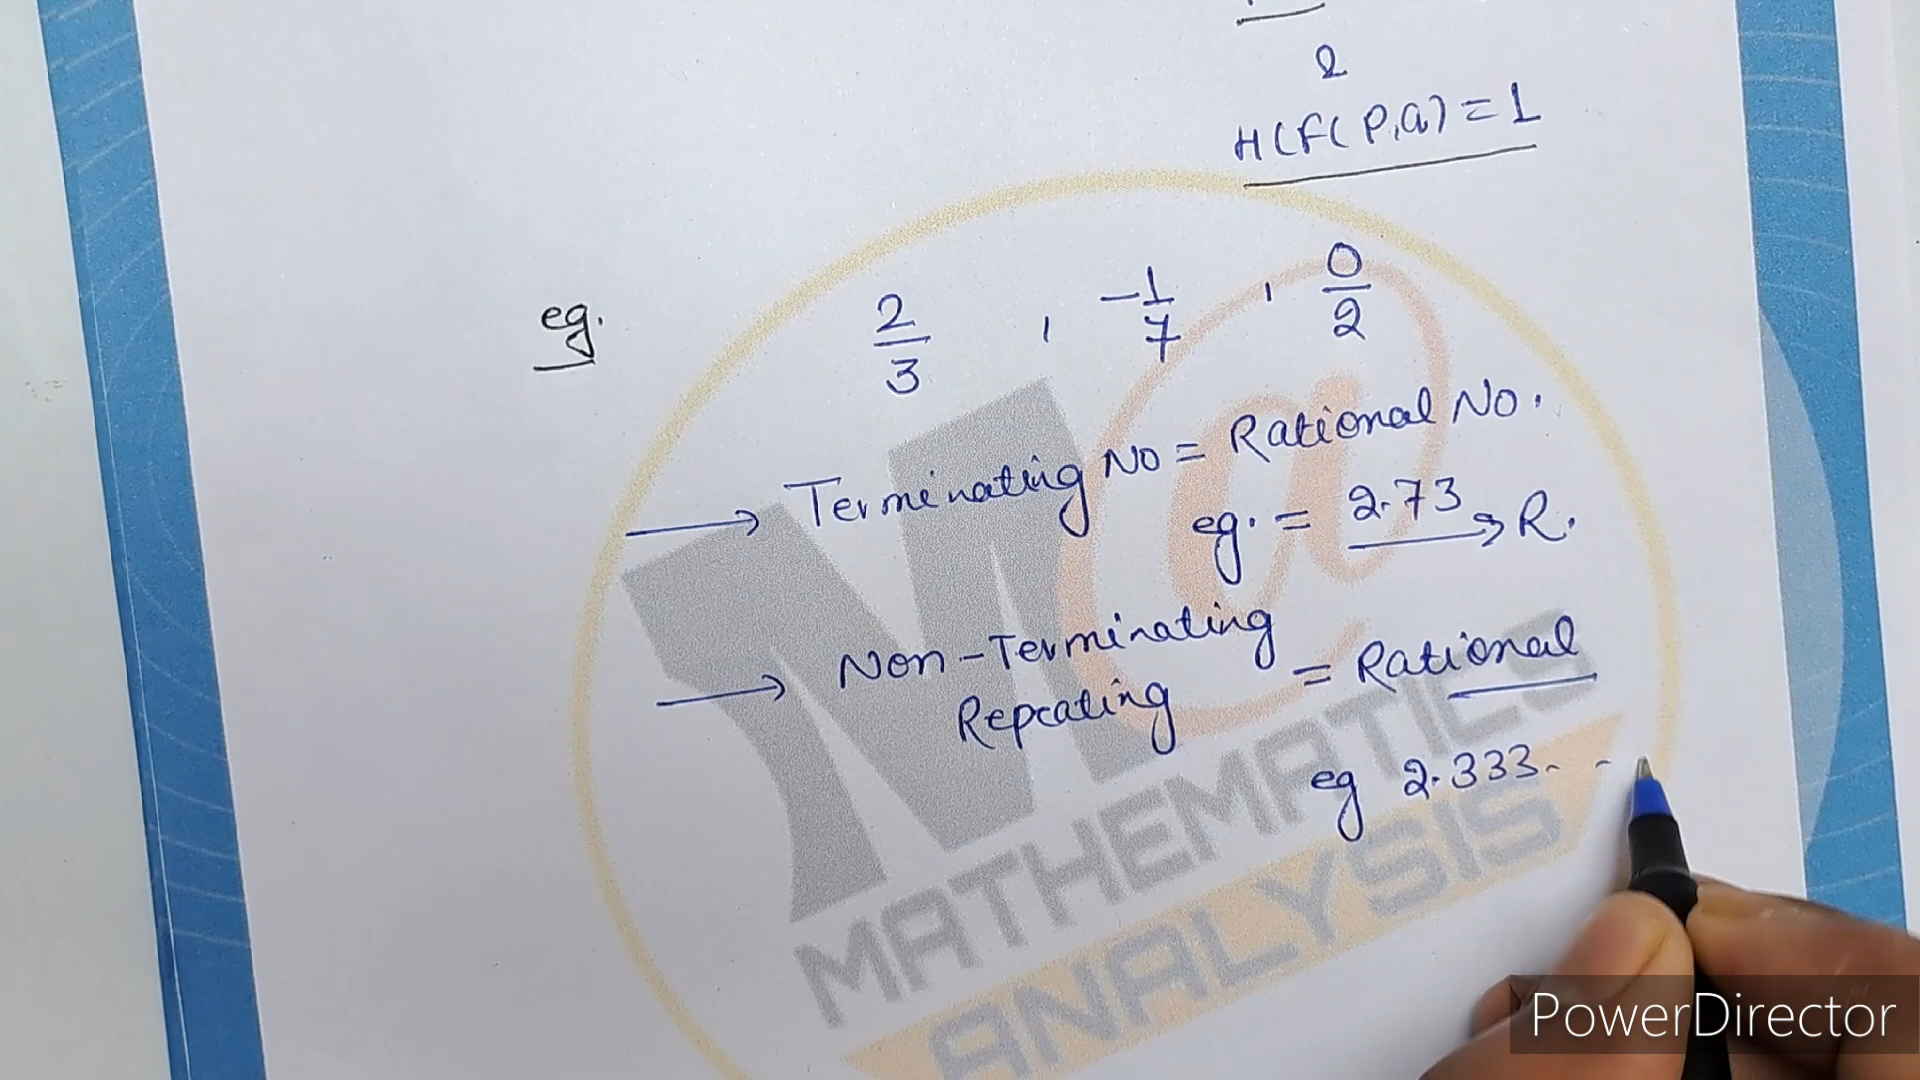 2
HCF(P,Q) = 1
eg. 2/3 , -1/7 , 0/2
→ Terminating No = Rational No.
eg. = 2.73 → R.
→ Non-Terminating
Repeating = Rational
eg 2.333- -
MATHEMATICS
ANALYSIS
PowerDirector